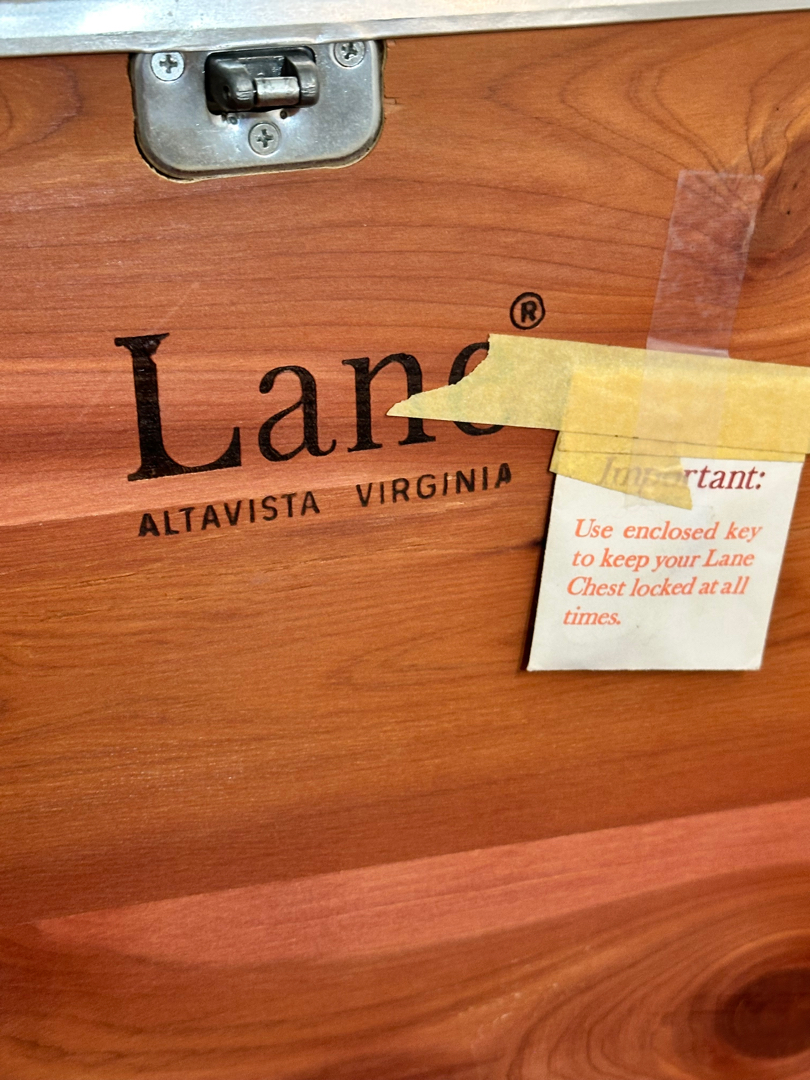 Lane®
ALTAVISTA VIRGINIA
Important:
Use enclosed key
to keep your Lane
Chest locked at all
times.